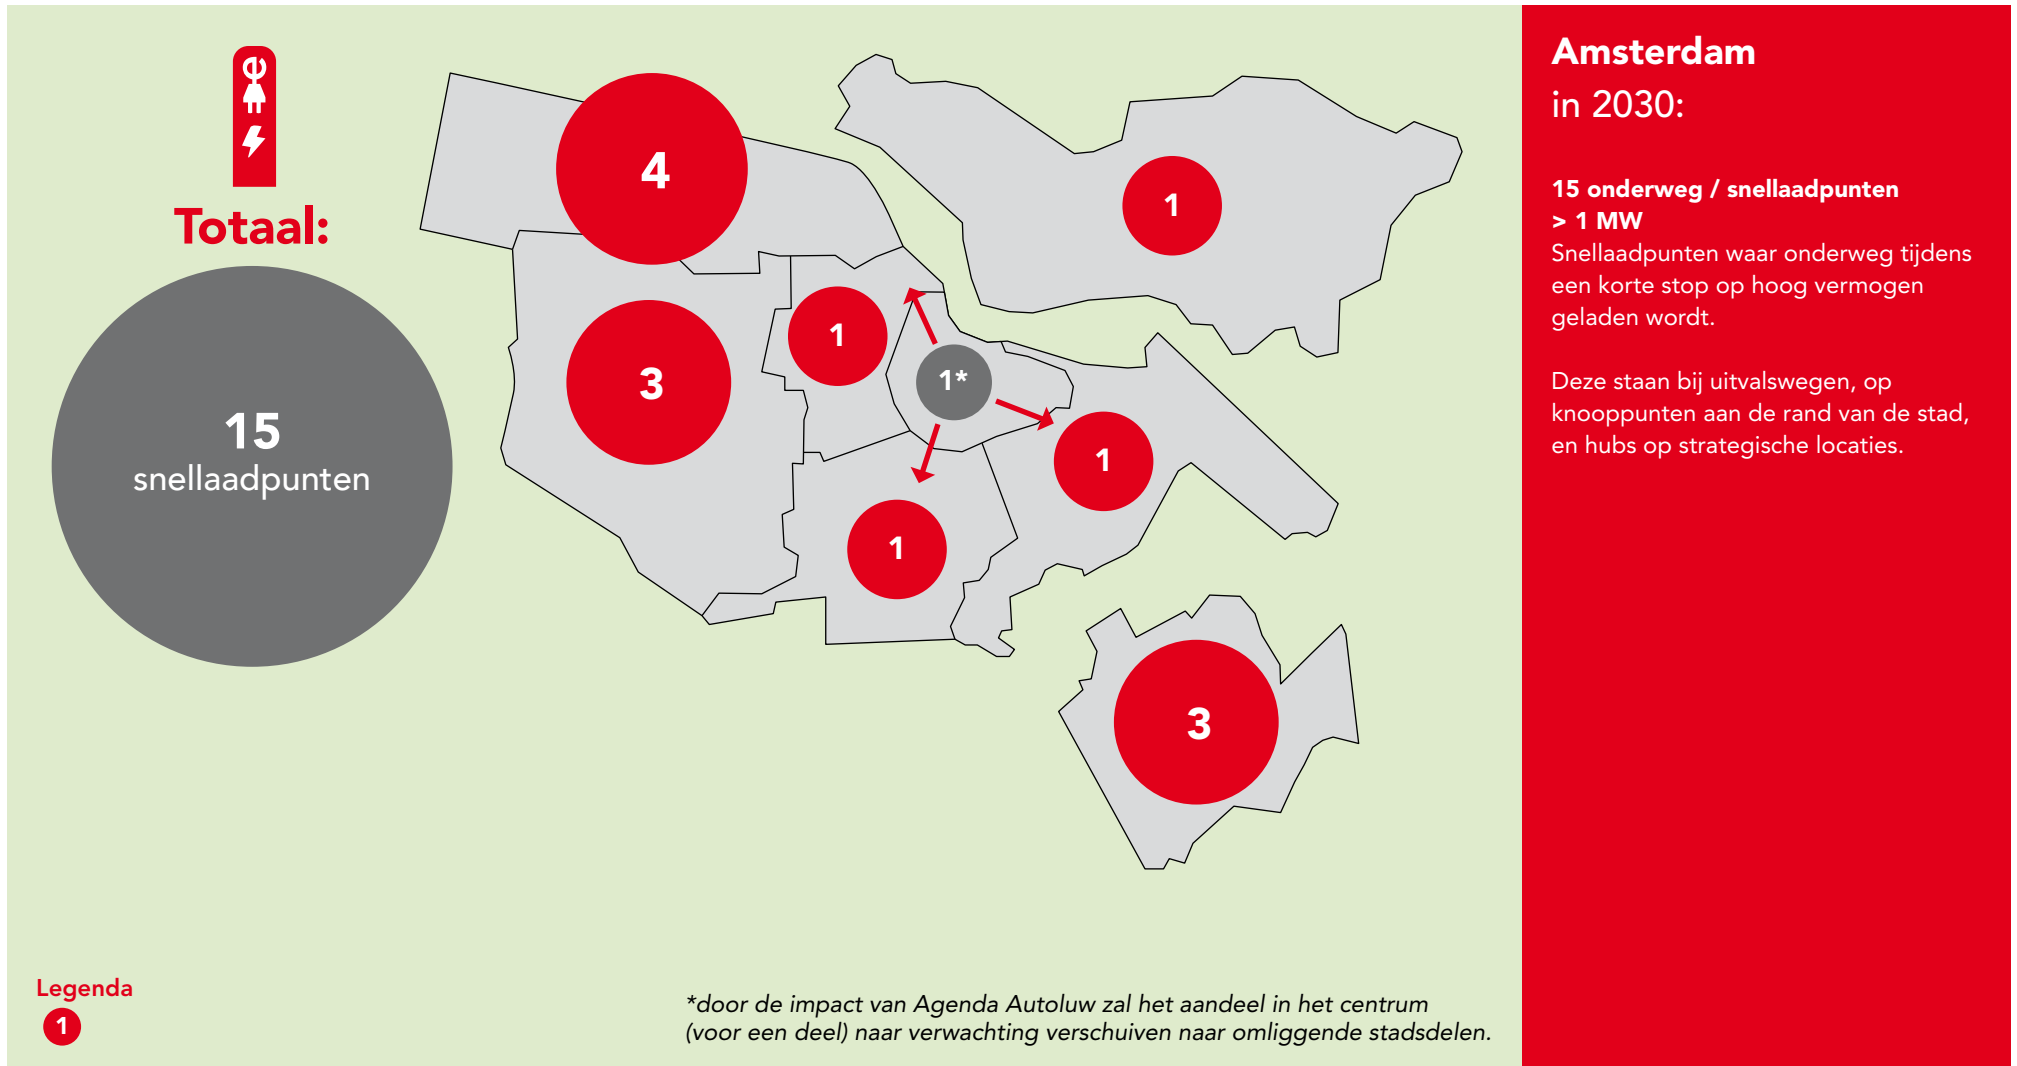 e
Totaal:
15
snellaadpunten
4
1
1
3
1*
1
1
3
Legenda
1
*door de impact van Agenda Autoluw zal het aandeel in het centrum
(voor een deel) naar verwachting verschuiven naar omliggende stadsdelen.
Amsterdam
in 2030:
15 onderweg / snellaadpunten
> 1 MW
Snellaadpunten waar onderweg tijdens
een korte stop op hoog vermogen
geladen wordt.
Deze staan bij uitvalswegen, op
knooppunten aan de rand van de stad,
en hubs op strategische locaties.